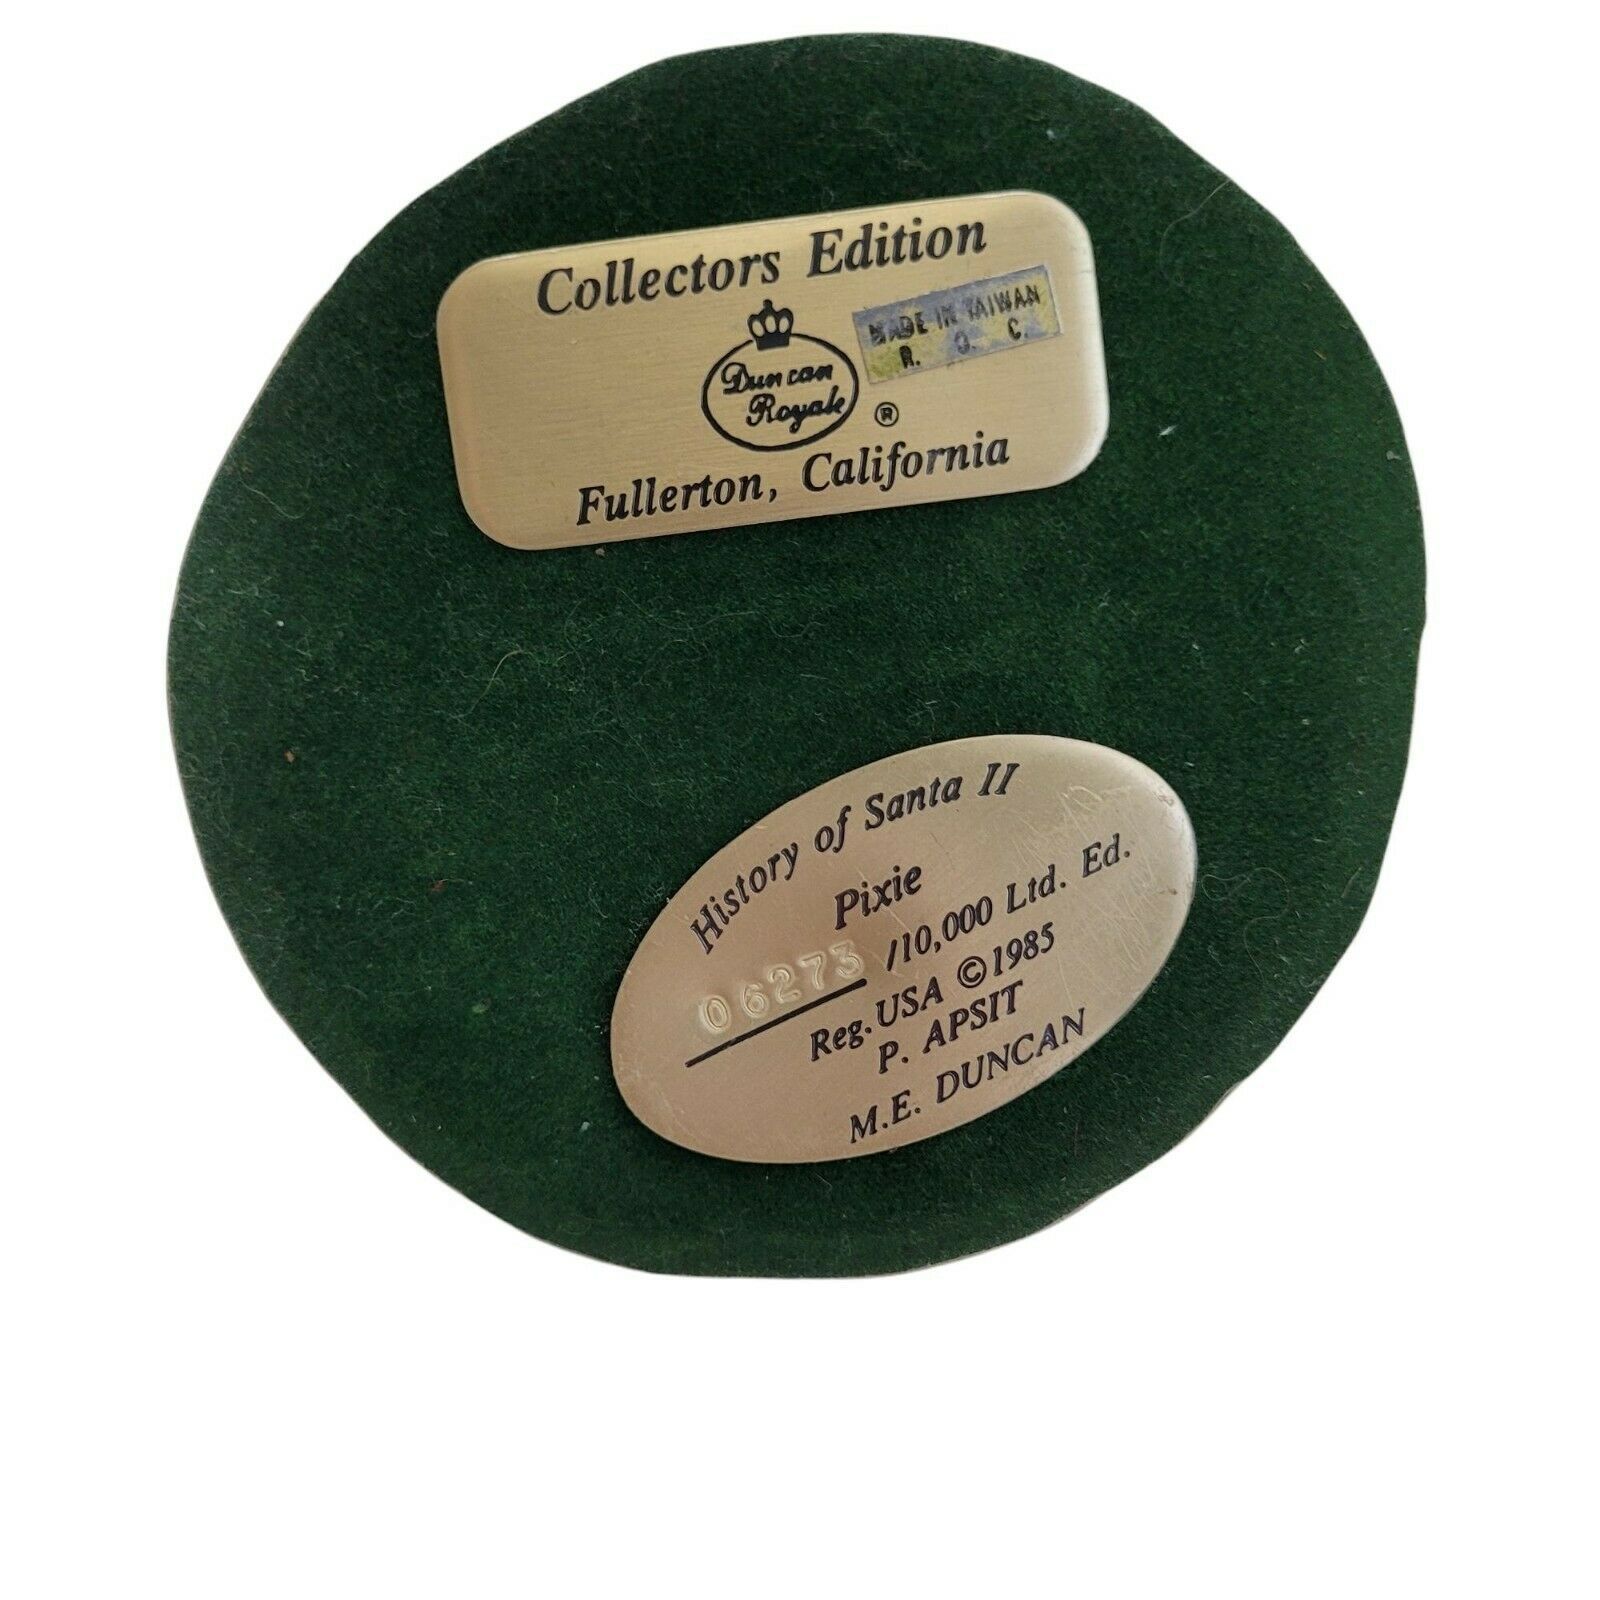 Collectors Edition
MADE IN TAIWAN
R. O. C.
Duncan
Royale ®
Fullerton, California
History of Santa II
Pixie
06273 /10,000 Ltd. Ed.
Reg. USA ©1985
P. APSIT
M.E. DUNCAN